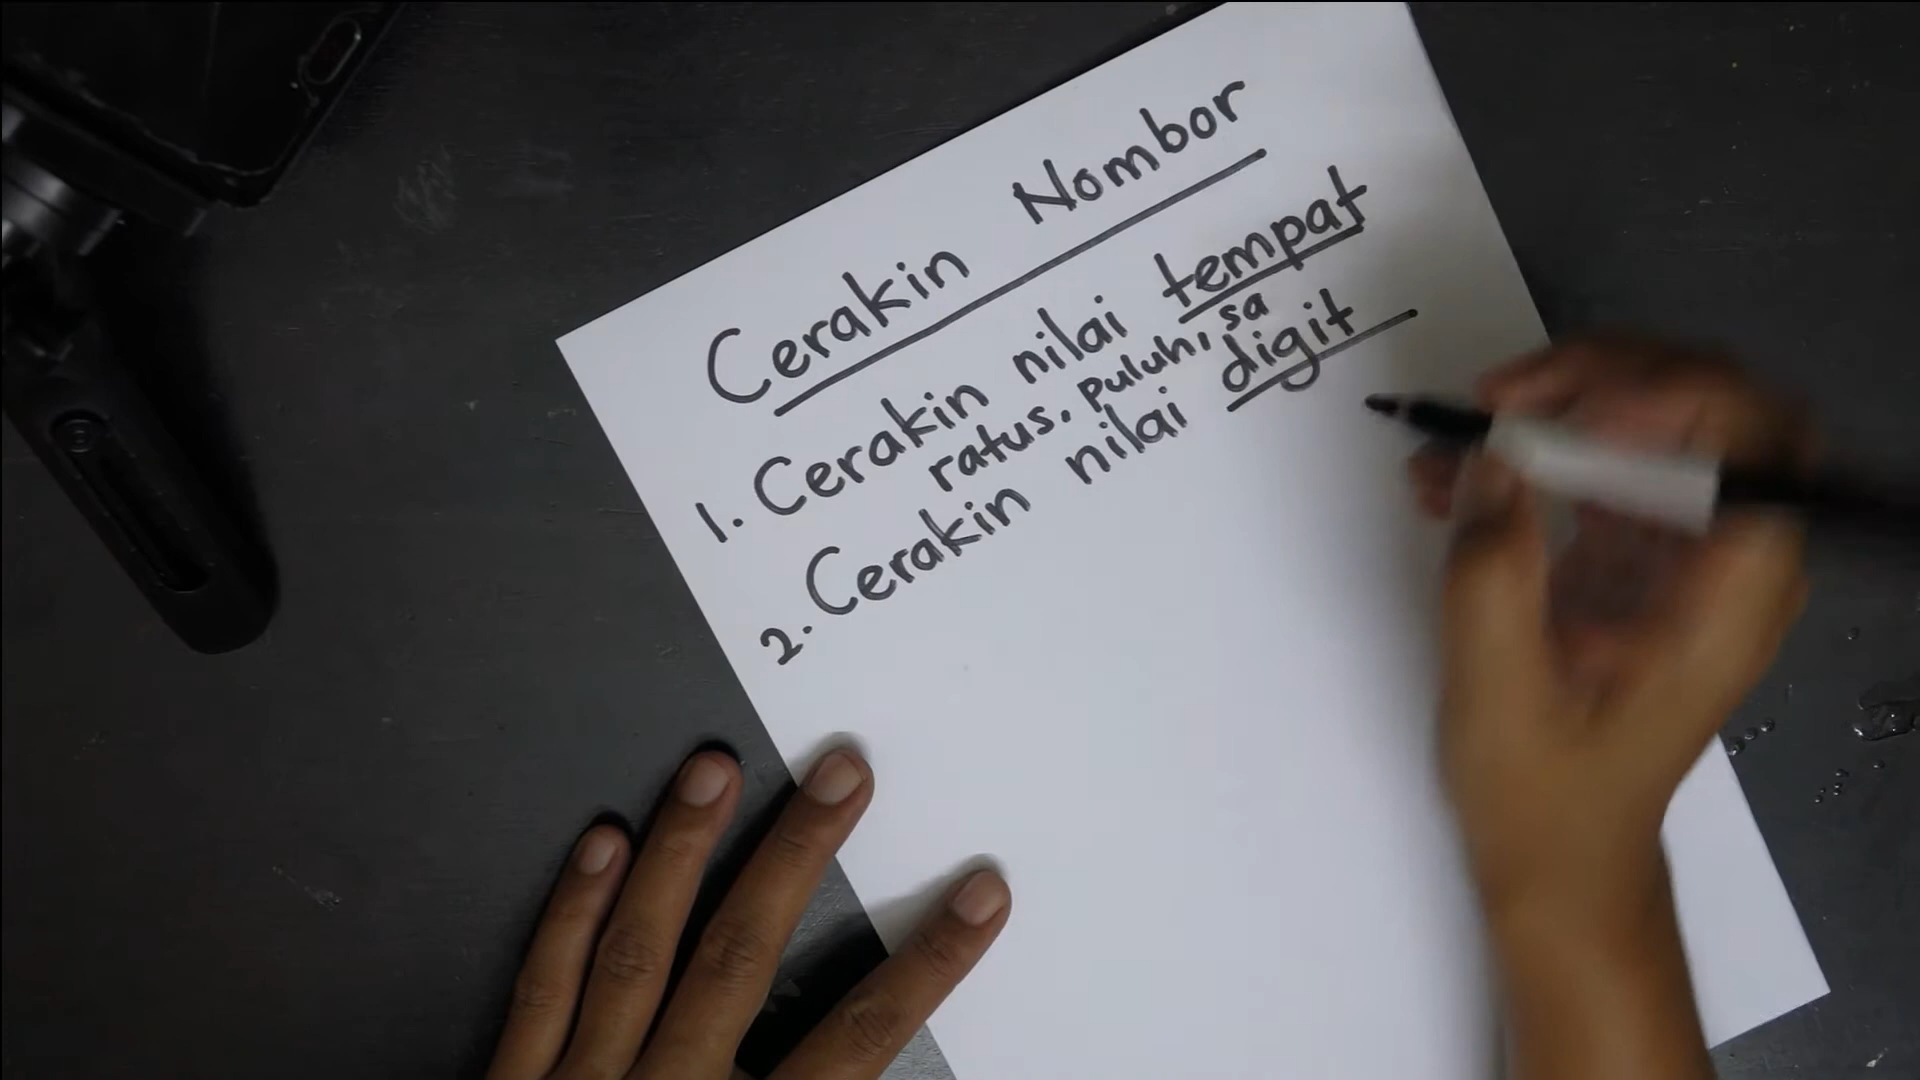 Cerakin Nombor
1. Cerakin nilai tempat
ratus, puluh, sa
2. Cerakin nilai digit